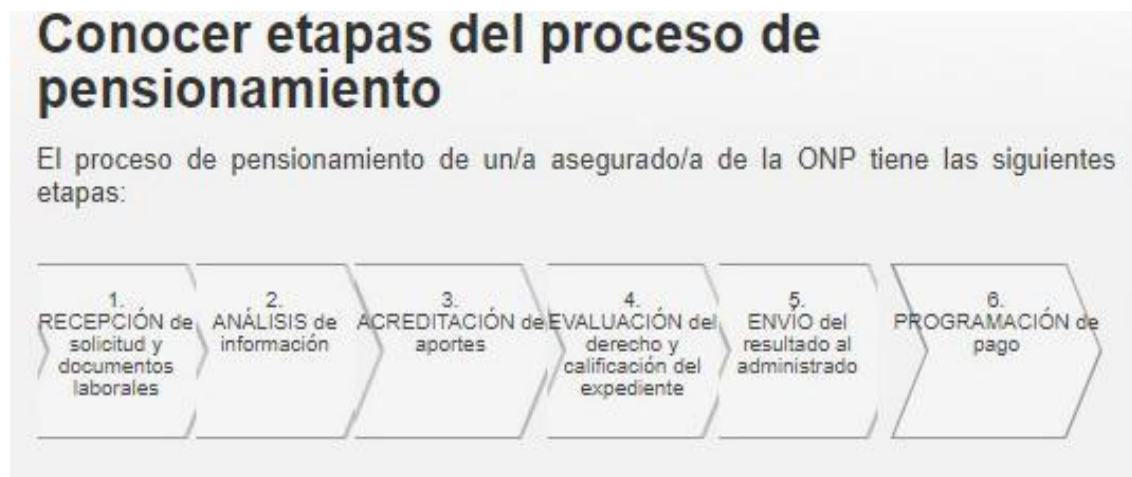 Conocer etapas del proceso de
pensionamiento
El proceso de pensionamiento de un/a asegurado/a de la ONP tiene las siguientes
etapas:
1.
RECEPCIÓN de
solicitud y
documentos
laborales
2.
ANÁLISIS de
información
3.
ACREDITACIÓN de
aportes
4.
EVALUACIÓN del
derecho y
calificación del
expediente
5.
ENVÍO del
resultado al
administrado
6.
PROGRAMACIÓN de
pago